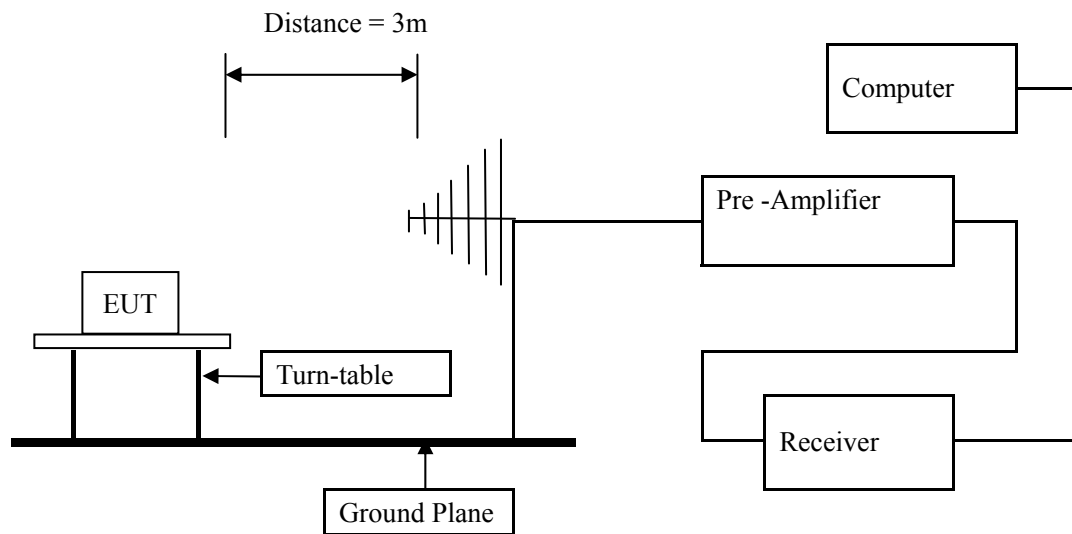 Distance = 3m
Computer
Pre -Amplifier
EUT
Turn-table
Receiver
Ground Plane